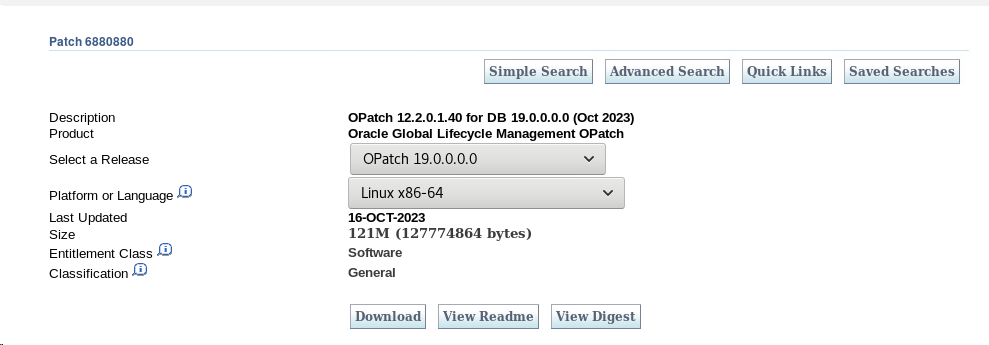 Patch 6880880
Simple Search Advanced Search Quick Links Saved Searches
Description OPatch 12.2.0.1.40 for DB 19.0.0.0.0 (Oct 2023)
Product Oracle Global Lifecycle Management OPatch
Select a Release OPatch 19.0.0.0.0
Platform or Language Linux x86-64
Last Updated 16-OCT-2023
Size 121M (127774864 bytes)
Entitlement Class Software
Classification General
Download View Readme View Digest